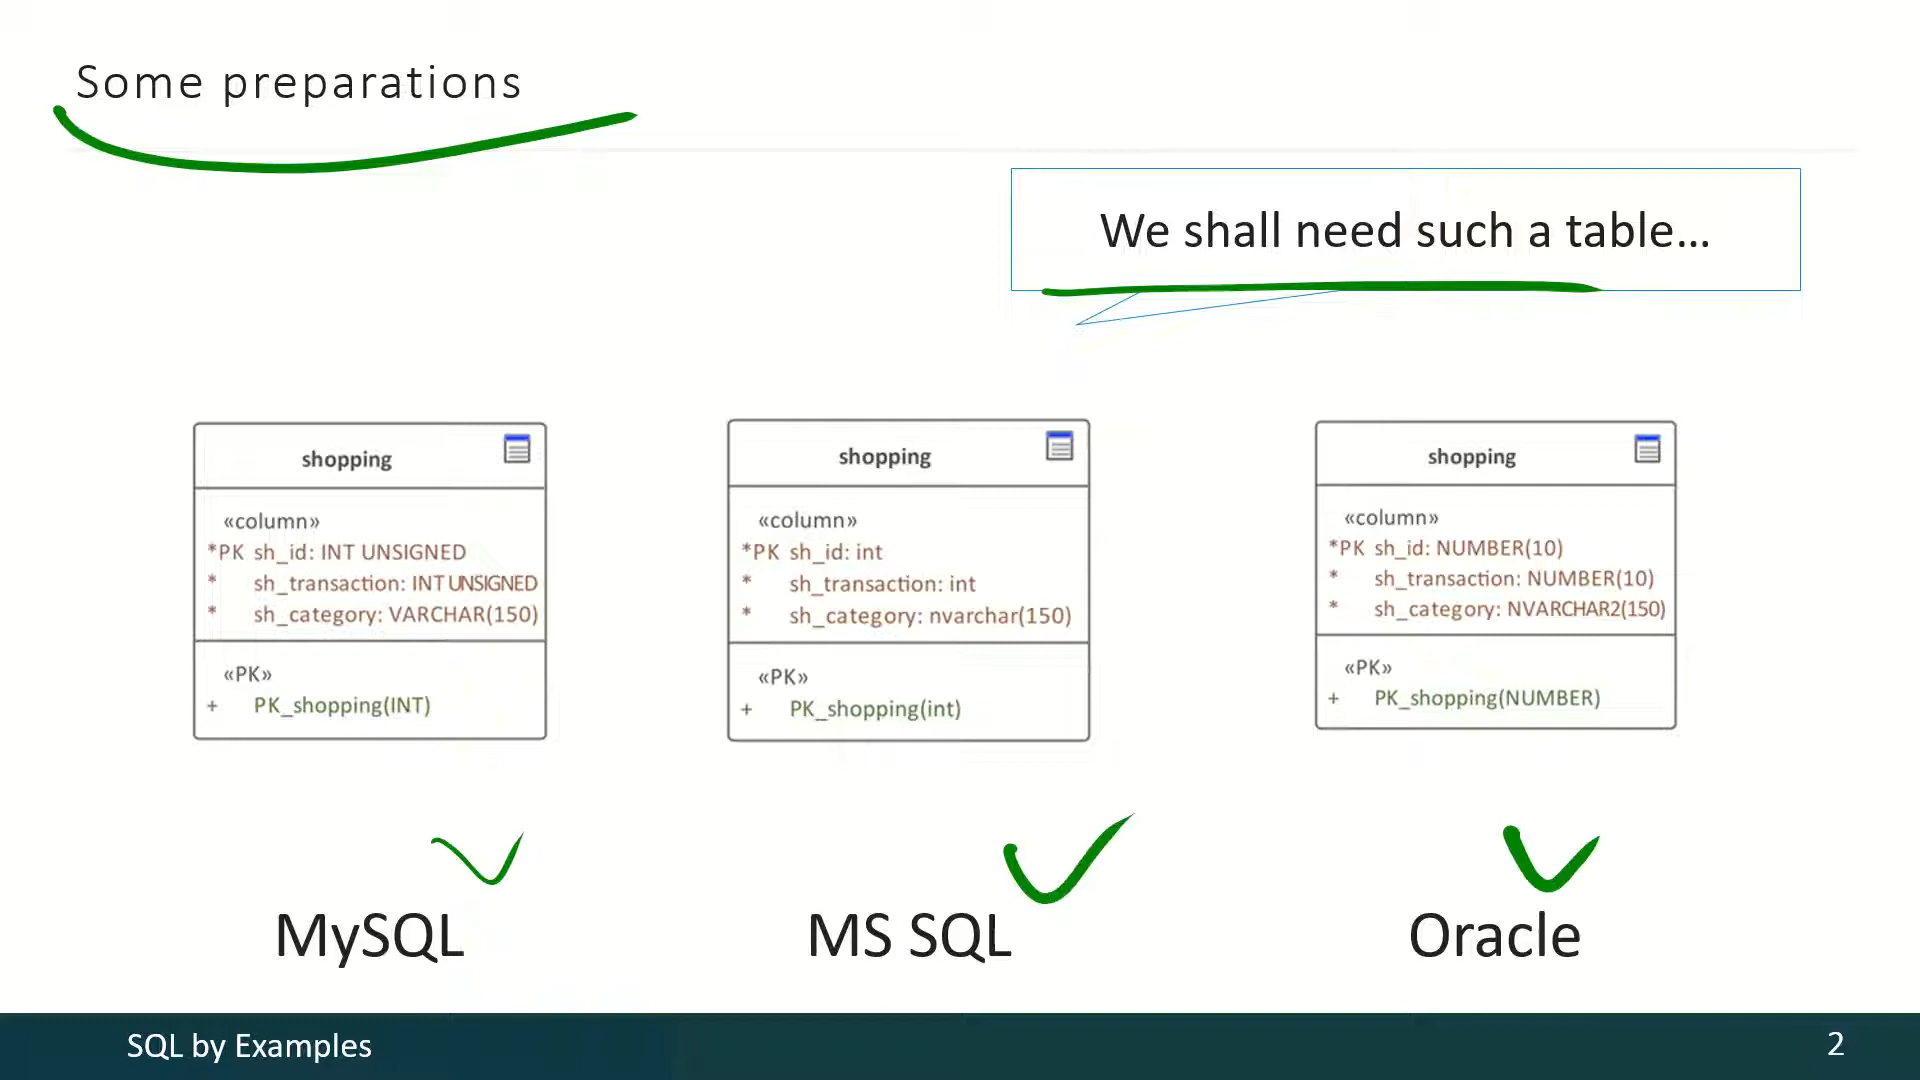 Some preparations
We shall need such a table...
shopping
«column»
*PK sh_id: INT UNSIGNED
* sh_transaction: INT UNSIGNED
* sh_category: VARCHAR(150)
«PK»
+ PK_shopping(INT)
MySQL
shopping
«column»
*PK sh_id: int
* sh_transaction: int
* sh_category: nvarchar(150)
«PK»
+ PK_shopping(int)
MS SQL
shopping
«column»
*PK sh_id: NUMBER(10)
* sh_transaction: NUMBER(10)
* sh_category: NVARCHAR2(150)
«PK»
+ PK_shopping(NUMBER)
Oracle
SQL by Examples
2